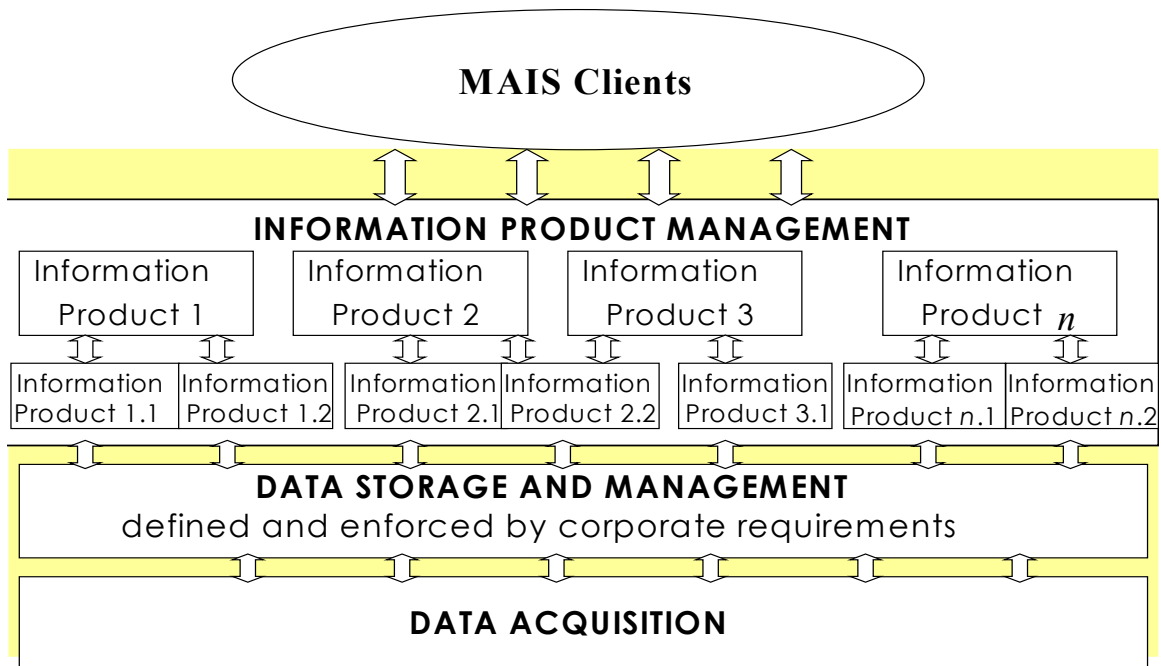 MAIS Clients
INFORMATION PRODUCT MANAGEMENT
Information
Product 1
Information
Product 2
Information
Product 3
Information
Product n
Information
Product 1.1
Information
Product 1.2
Information
Product 2.1
Information
Product 2.2
Information
Product 3.1
Information
Product n.1
Information
Product n.2
DATA STORAGE AND MANAGEMENT
defined and enforced by corporate requirements
DATA ACQUISITION